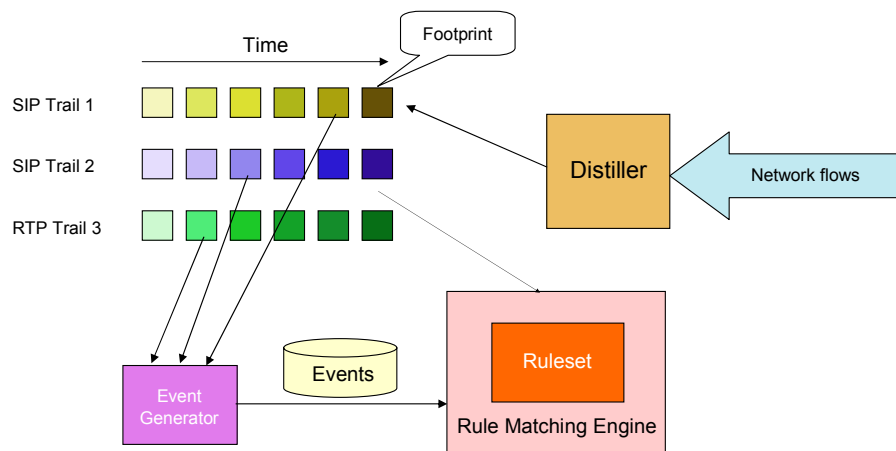 Time
Footprint
SIP Trail 1
SIP Trail 2
RTP Trail 3
Distiller
Network flows
Event
Generator
Events
Ruleset
Rule Matching Engine